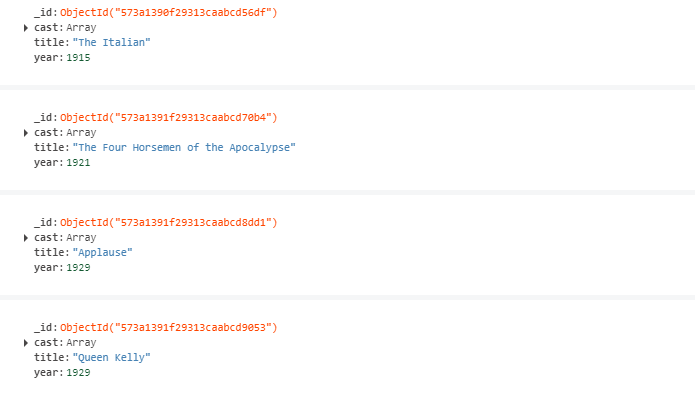 _id: ObjectId("573a1390f29313caabcd56df")
cast: Array
title: "The Italian"
year: 1915
_id: ObjectId("573a1391f29313caabcd70b4")
cast: Array
title: "The Four Horsemen of the Apocalypse"
year: 1921
_id: ObjectId("573a1391f29313caabcd8dd1")
cast: Array
title: "Applause"
year: 1929
_id: ObjectId("573a1391f29313caabcd9053")
cast: Array
title: "Queen Kelly"
year: 1929